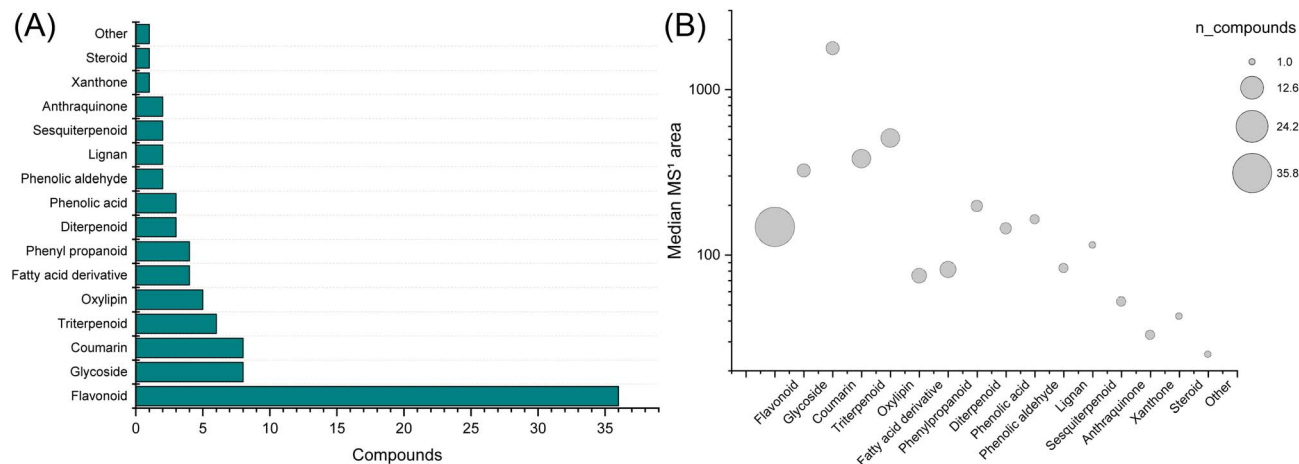 (A)
Other
Steroid
Xanthone
Anthraquinone
Sesquiterpenoid
Lignan
Phenolic aldehyde
Phenolic acid
Diterpenoid
Phenyl propanoid
Fatty acid derivative
Oxylipin
Triterpenoid
Coumarin
Glycoside
Flavonoid
0 5 10 15 20 25 30 35
Compounds
(B)
Median MS¹ area
1000
100
Flavonoid
Glycoside
Coumarin
Triterpenoid
Oxylipin
Fatty acid derivative
Phenylpropanoid
Diterpenoid
Phenolic acid
Phenolic aldehyde
Lignan
Sesquiterpenoid
Anthraquinone
Xanthone
Steroid
Other
n_compounds
1.0
12.6
24.2
35.8